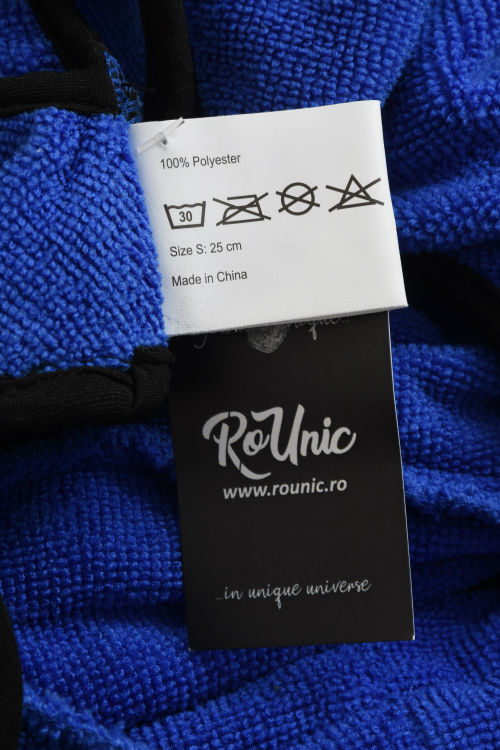 100% Polyester
30
Size S: 25 cm
Made in China
RoUnic
www.rounic.ro
...in unique universe